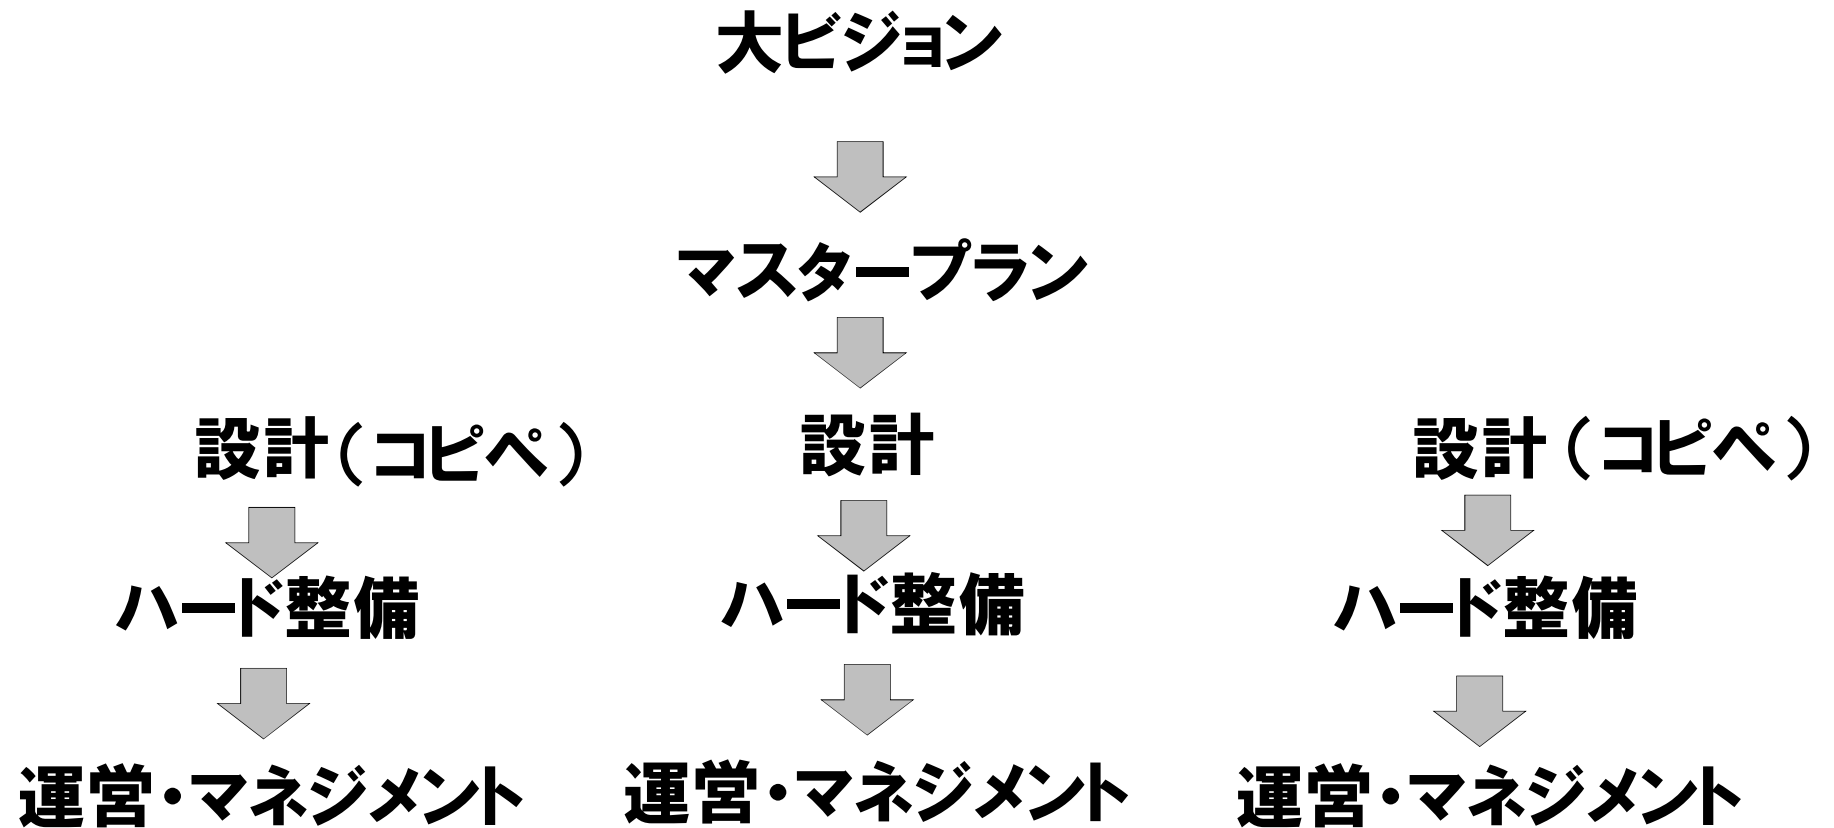 大ビジョン
マスタープラン
設計（コピペ）
設計
設計（コピペ）
ハード整備
ハード整備
ハード整備
運営・マネジメント
運営・マネジメント
運営・マネジメント